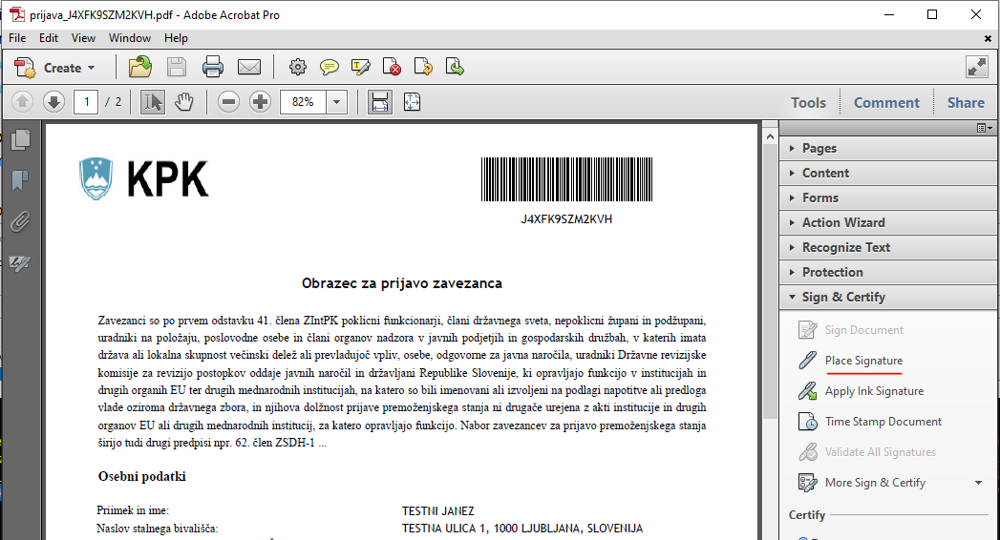 prijava_J4XFK9SZM2KVH.pdf - Adobe Acrobat Pro
File Edit View Window Help
Create
1 / 2 82% Tools Comment Share
KPK
J4XFK9SZM2KVH
Obrazec za prijavo zavezanca
Zavezanci so po prvem odstavku 41. člena ZIntPK poklicni funkcionarji, člani državnega sveta, nepoklicni župani in podžupani,
uradniki na položaju, poslovodne osebe in člani organov nadzora v javnih podjetjih in gospodarskih družbah, v katerih imata
država ali lokalna skupnost večinski delež ali prevladujoč vpliv, osebe, odgovorne za javna naročila, uradniki Državne revizijske
komisije za revizijo postopkov oddaje javnih naročil in državljani Republike Slovenije, ki opravljajo funkcijo v institucijah in
drugih organih EU ter drugih mednarodnih institucijah, na katero so bili imenovani ali izvoljeni na podlagi napotitve ali predloga
vlade oziroma državnega zbora, in njihova dolžnost prijave premoženjskega stanja ni drugače urejena z akti institucije in drugih
organov EU ali drugih mednarodnih institucij, za katero opravljajo funkcijo. Nabor zavezancev za prijavo premoženjskega stanja
širijo tudi drugi predpisi npr. 62. člen ZSDH-1 ...
Osebni podatki
Priimek in ime: TESTNI JANEZ
Naslov stalnega bivališča: TESTNA ULICA 1, 1000 LJUBLJANA, SLOVENIJA
Pages
Content
Forms
Action Wizard
Recognize Text
Protection
Sign & Certify
Sign Document
Place Signature
Apply Ink Signature
Time Stamp Document
Validate All Signatures
More Sign & Certify
Certify